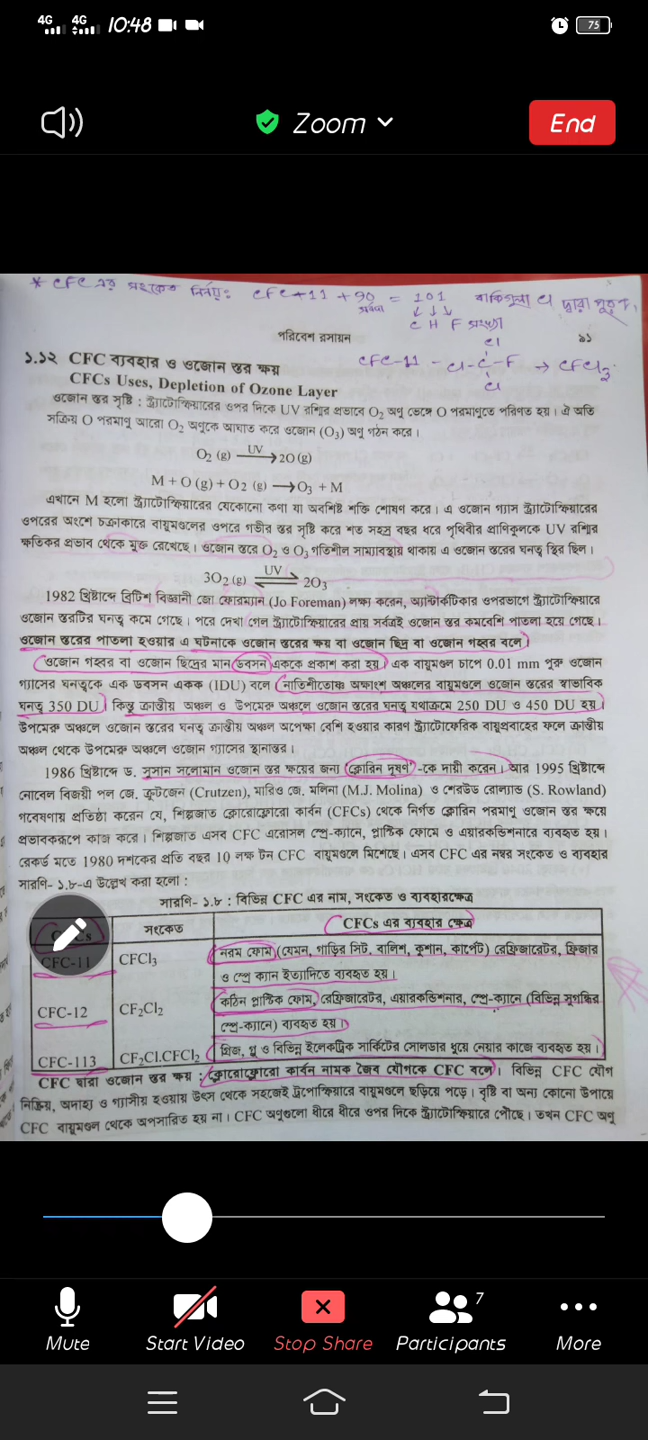 4G 4G 10:48 75
Zoom End
* CFC এর সংকেত নির্ণয়: CFC-11 + 90 = 101 বাকিগুলা Cl দ্বারা পূরণ,
C H F সংখ্যা
পরিবেশ রসায়ন ৯১
Cl
১.১২ CFC ব্যবহার ও ওজোন স্তর ক্ষয় CFC-11 - Cl-C-F → CFCl3
Cl
CFCs Uses, Depletion of Ozone Layer
ওজোন স্তর সৃষ্টি : স্ট্র্যাটোস্ফিয়ারের ওপর দিকে UV রশ্মির প্রভাবে O2 অণু ভেঙ্গে O পরমাণুতে পরিণত হয়। ঐ অতি
সক্রিয় O পরমাণু আরো O2 অণুকে আঘাত করে ওজোন (O3) অণু গঠন করে।
O2 (g) UV → 2O (g)
M + O (g) + O2 (g) → O3 + M
এখানে M হলো স্ট্র্যাটোস্ফিয়ারের যেকোনো কণা যা অবশিষ্ট শক্তি শোষণ করে। এ ওজোন গ্যাস স্ট্র্যাটোস্ফিয়ারের
ওপরের অংশে চক্রাকারে বায়ুমণ্ডলের ওপরে গভীর স্তর সৃষ্টি করে শত সহস্র বছর ধরে পৃথিবীর প্রাণিকুলকে UV রশ্মির
ক্ষতিকর প্রভাব থেকে মুক্ত রেখেছে। ওজোন স্তরে O2 ও O3 গতিশীল সাম্যাবস্থায় থাকায় এ ওজোন স্তরের ঘনত্ব স্থির ছিল।
3O2 (g) UV ⇌ 2O3
1982 খ্রিষ্টাব্দে ব্রিটিশ বিজ্ঞানী জো ফোরম্যান (Jo Foreman) লক্ষ্য করেন, অ্যান্টার্কটিকার ওপরভাগে স্ট্র্যাটোস্ফিয়ারে
ওজোন স্তরটির ঘনত্ব কমে গেছে। পরে দেখা গেল স্ট্র্যাটোস্ফিয়ারের প্রায় সর্বত্রই ওজোন স্তর কমবেশি পাতলা হয়ে গেছে।
ওজোন স্তরের পাতলা হওয়ার এ ঘটনাকে ওজোন স্তরের ক্ষয় বা ওজোন ছিদ্র বা ওজোন গহ্বর বলে।
ওজোন গহ্বর বা ওজোন ছিদ্রের মান ডবসন এককে প্রকাশ করা হয়। এক বায়ুমণ্ডল চাপে 0.01 mm পুরু ওজোন
গ্যাসের ঘনত্বকে এক ডবসন একক (1DU) বলে। নাতিশীতোষ্ণ অক্ষাংশ অঞ্চলের বায়ুমণ্ডলে ওজোন স্তরের স্বাভাবিক
ঘনত্ব 350 DU। কিন্তু ক্রান্তীয় অঞ্চল ও উপমেরু অঞ্চলে ওজোন স্তরের ঘনত্ব যথাক্রমে 250 DU ও 450 DU হয়।
উপমেরু অঞ্চলে ওজোন স্তরের ঘনত্ব ক্রান্তীয় অঞ্চল অপেক্ষা বেশি হওয়ার কারণ স্ট্র্যাটোফেরিক বায়ুপ্রবাহের ফলে ক্রান্তীয়
অঞ্চল থেকে উপমেরু অঞ্চলে ওজোন গ্যাসের স্থানান্তর।
1986 খ্রিষ্টাব্দে ড. সুসান সলোমান ওজোন স্তর ক্ষয়ের জন্য 'ক্লোরিন দূষণ'-কে দায়ী করেন। আর 1995 খ্রিষ্টাব্দে
নোবেল বিজয়ী পল জে. ক্রুটজেন (Crutzen), মারিও জে. মলিনা (M.J. Molina) ও শেরউড রোল্যান্ড (S. Rowland)
গবেষণায় প্রতিষ্ঠা করেন যে, শিল্পজাত ক্লোরোফ্লোরো কার্বন (CFCs) থেকে নির্গত ক্লোরিন পরমাণু ওজোন স্তর ক্ষয়ে
প্রভাবকরূপে কাজ করে। শিল্পজাত এসব CFC এরোসল স্প্রে-ক্যানে, প্লাস্টিক ফোমে ও এয়ারকন্ডিশনারে ব্যবহৃত হয়।
রেকর্ড মতে 1980 দশকের প্রতি বছর 10 লক্ষ টন CFC বায়ুমণ্ডলে মিশেছে। এসব CFC এর নম্বর সংকেত ও ব্যবহার
সারণি- ১.৮-এ উল্লেখ করা হলো :
সারণি- ১.৮ : বিভিন্ন CFC এর নাম, সংকেত ও ব্যবহারক্ষেত্র
সংকেত CFCs এর ব্যবহার ক্ষেত্র
CFC-11 CFCl3 নরম ফোম (যেমন, গাড়ির সিট, বালিশ, কুশান, কার্পেট) রেফ্রিজারেটর, ফ্রিজার
ও স্প্রে ক্যান ইত্যাদিতে ব্যবহৃত হয়।
CFC-12 CF2Cl2 কঠিন প্লাস্টিক ফোম, রেফ্রিজারেটর, এয়ারকন্ডিশনার, স্প্রে-ক্যানে (বিভিন্ন সুগন্ধির
স্প্রে-ক্যানে) ব্যবহৃত হয়।
CFC-113 CF2Cl.CFCl2 গ্রিজ, গ্লু ও বিভিন্ন ইলেকট্রিক সার্কিটের সোলডার ধুয়ে নেয়ার কাজে ব্যবহৃত হয়।
CFC দ্বারা ওজোন স্তর ক্ষয় : ক্লোরোফ্লোরো কার্বন নামক জৈব যৌগকে CFC বলে। বিভিন্ন CFC যৌগ
নিষ্ক্রিয়, অদাহ্য ও গ্যাসীয় হওয়ায় উৎস থেকে সহজেই ট্রপোস্ফিয়ারে বায়ুমণ্ডলে ছড়িয়ে পড়ে। বৃষ্টি বা অন্য কোনো উপায়ে
CFC বায়ুমণ্ডল থেকে অপসারিত হয় না। CFC অণুগুলো ধীরে ধীরে ওপর দিকে স্ট্র্যাটোস্ফিয়ারে পৌঁছে। তখন CFC অণু
Mute Start Video Stop Share Participants 7 More